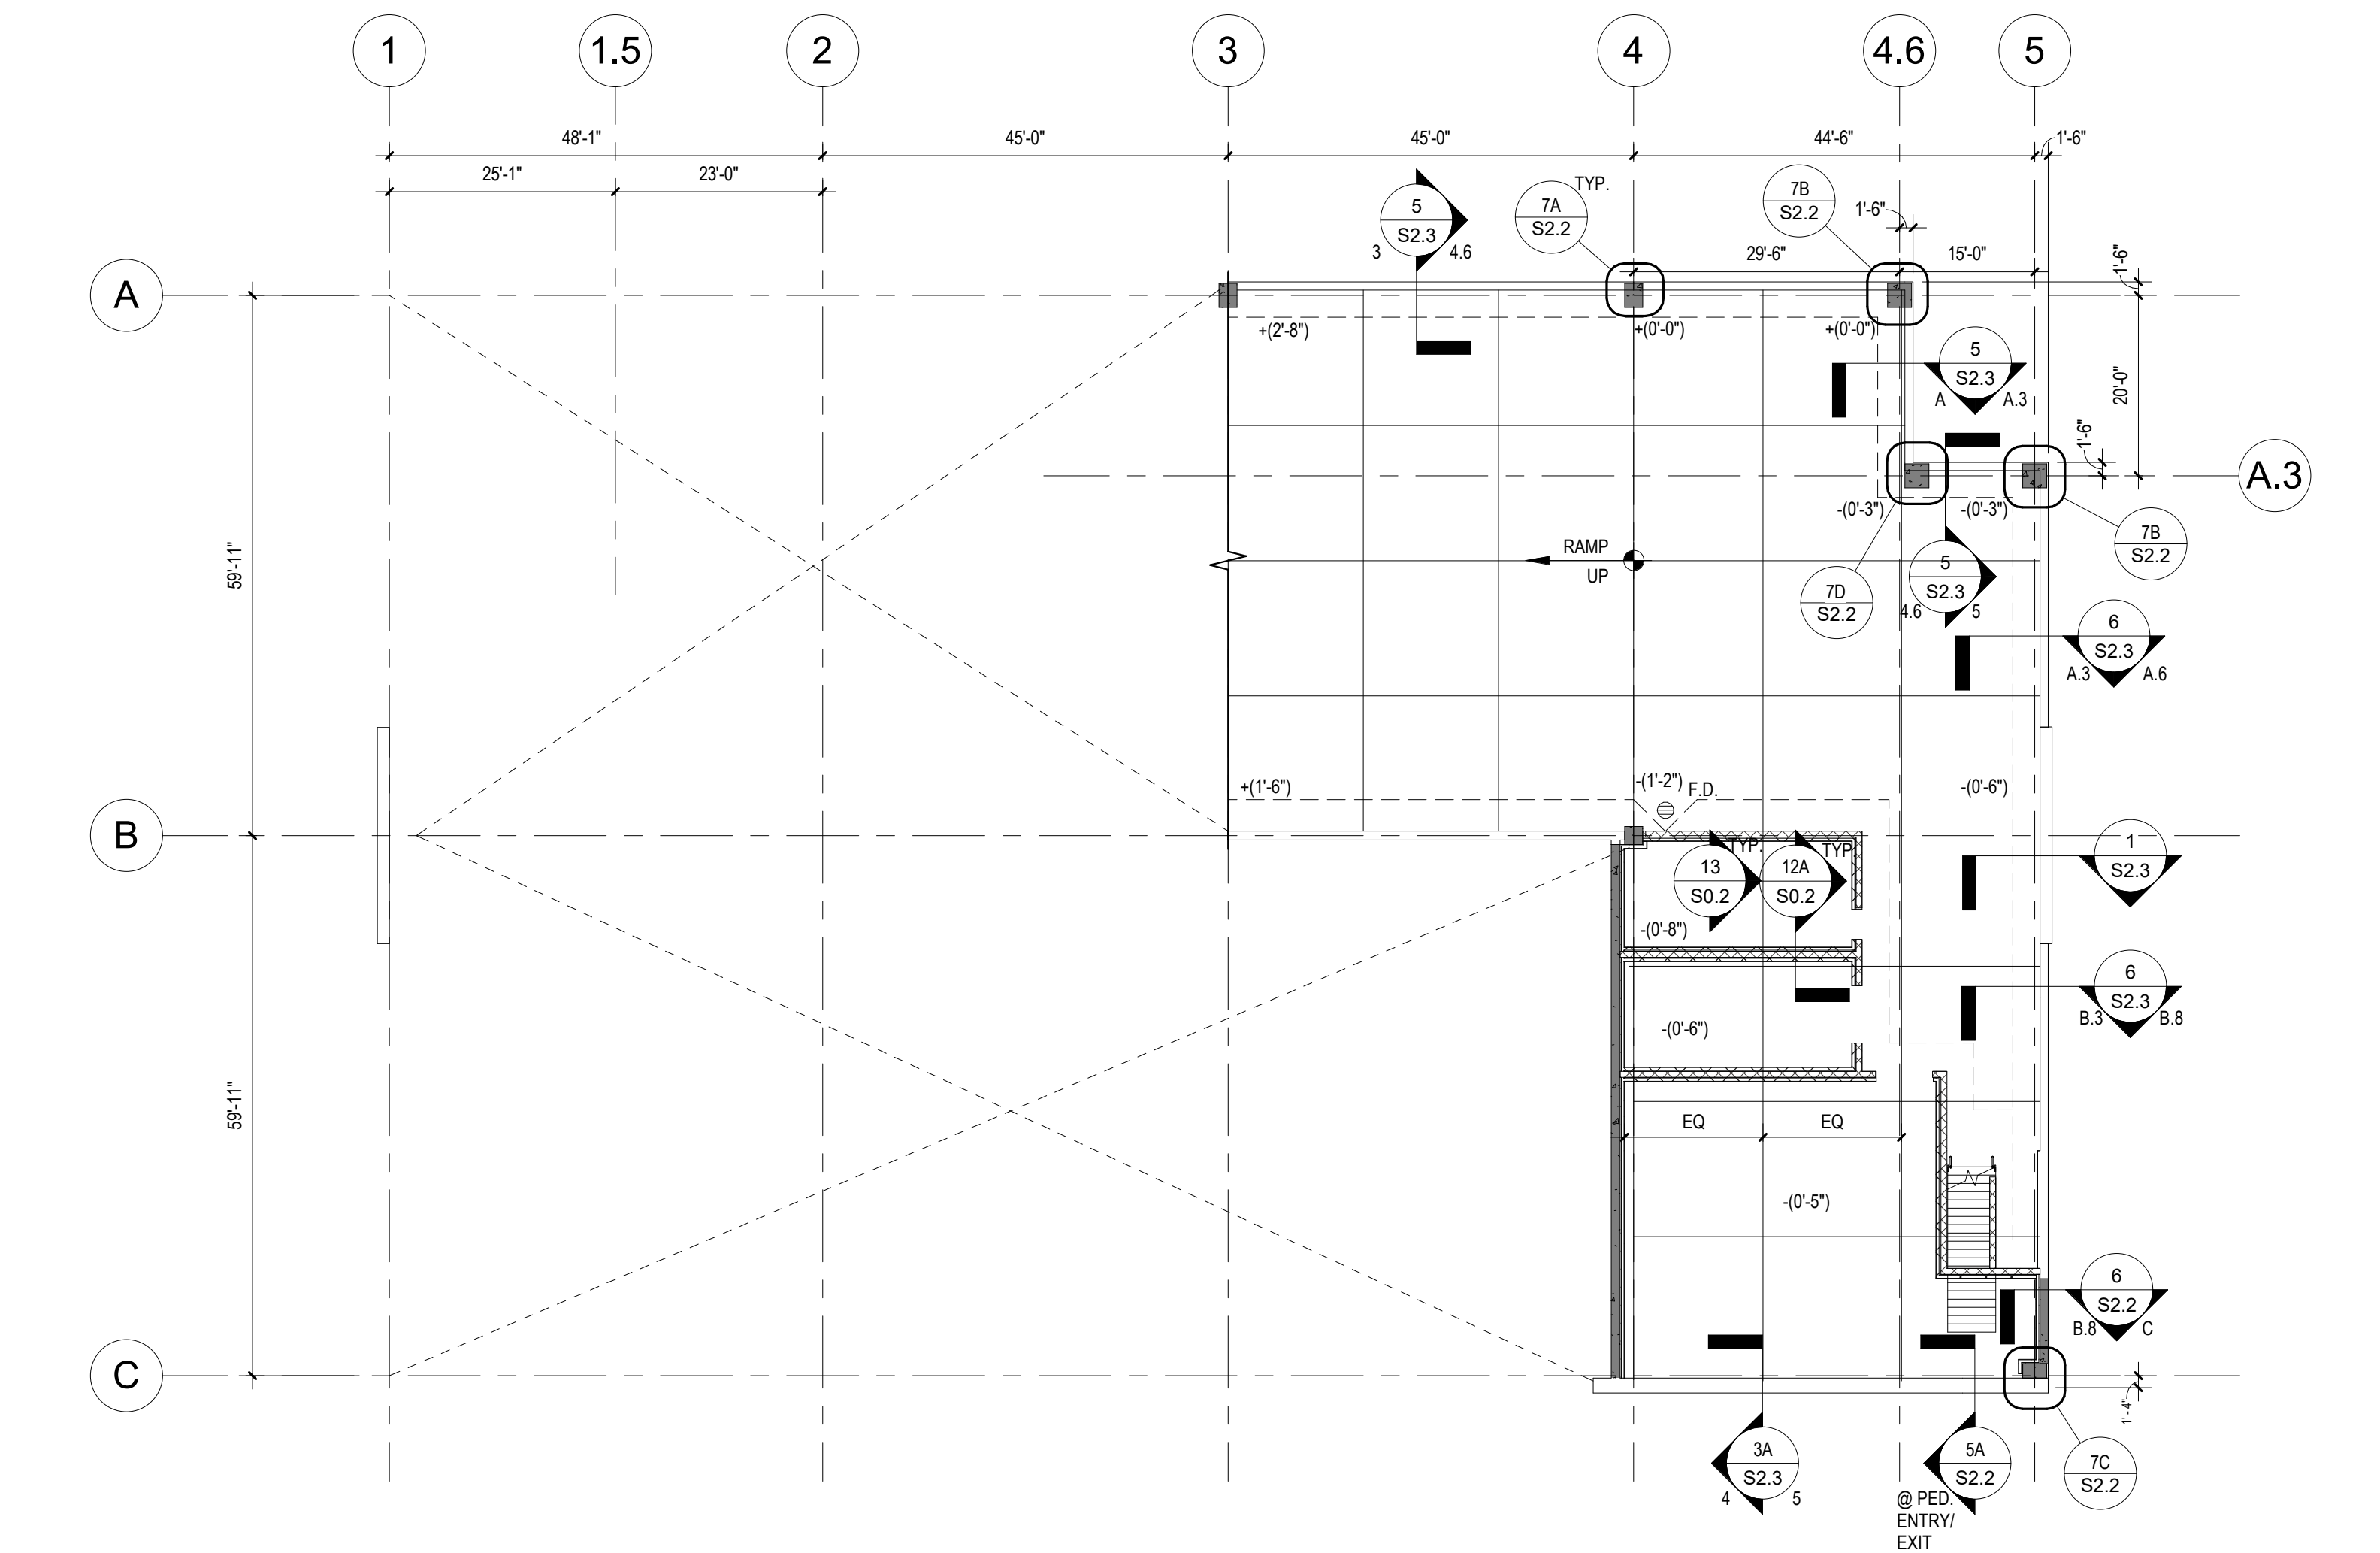 1
1.5
2
3
4
4.6
5
48'-1"
45'-0"
45'-0"
44'-6"
1'-6"
25'-1"
23'-0"
5
S2.3
3
4.6
TYP.
7A
S2.2
7B
S2.2
1'-6"
29'-6"
15'-0"
1'-6"
A
+(2'-8")
+(0'-0")
+(0'-0")
5
S2.3
A
A.3
20'-0"
1'-6"
A.3
-(0'-3")
-(0'-3")
7B
S2.2
59'-11"
RAMP
UP
5
S2.3
4.6
5
7D
S2.2
6
S2.3
A.3
A.6
+(1'-6")
-(1'-2")
F.D.
-(0'-6")
B
TYP.
TYP
13
S0.2
12A
S0.2
1
S2.3
-(0'-8")
6
S2.3
B.3
B.8
-(0'-6")
59'-11"
EQ
EQ
-(0'-5")
6
S2.2
B.8
C
C
1'-4"
3A
S2.3
4
5
5A
S2.2
@ PED.
ENTRY/
EXIT
7C
S2.2